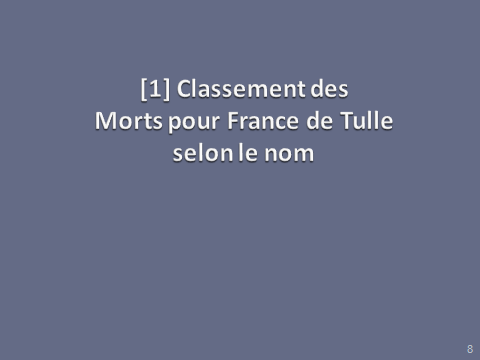 [1] Classement des
Morts pour France de Tulle
selon le nom
8